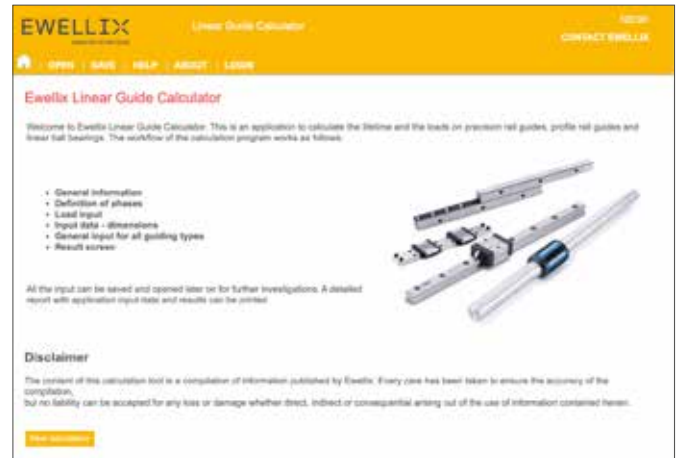 EWELLIX
Linear Guide Calculator
CONTACT EWELLIX
OPEN | SAVE | HELP | ABOUT | LOGIN
Ewellix Linear Guide Calculator
Welcome to Ewellix Linear Guide Calculator. This is an application to calculate the lifetime and the loads on precision rail guides, profile rail guides and
linear ball bearings. The workflow of the calculation program works as follows:
• General information
• Definition of phases
• Load input
• Input data - dimensions
• General input for all guiding types
• Result screen
All the input can be saved and opened later on for further investigations. A detailed
report with application input data and results can be printed
Disclaimer
The content of this calculation tool is a compilation of information published by Ewellix. Every care has been taken to ensure the accuracy of the
compilation,
but no liability can be accepted for any loss or damage whether direct, indirect or consequential arising out of the use of information contained herein.